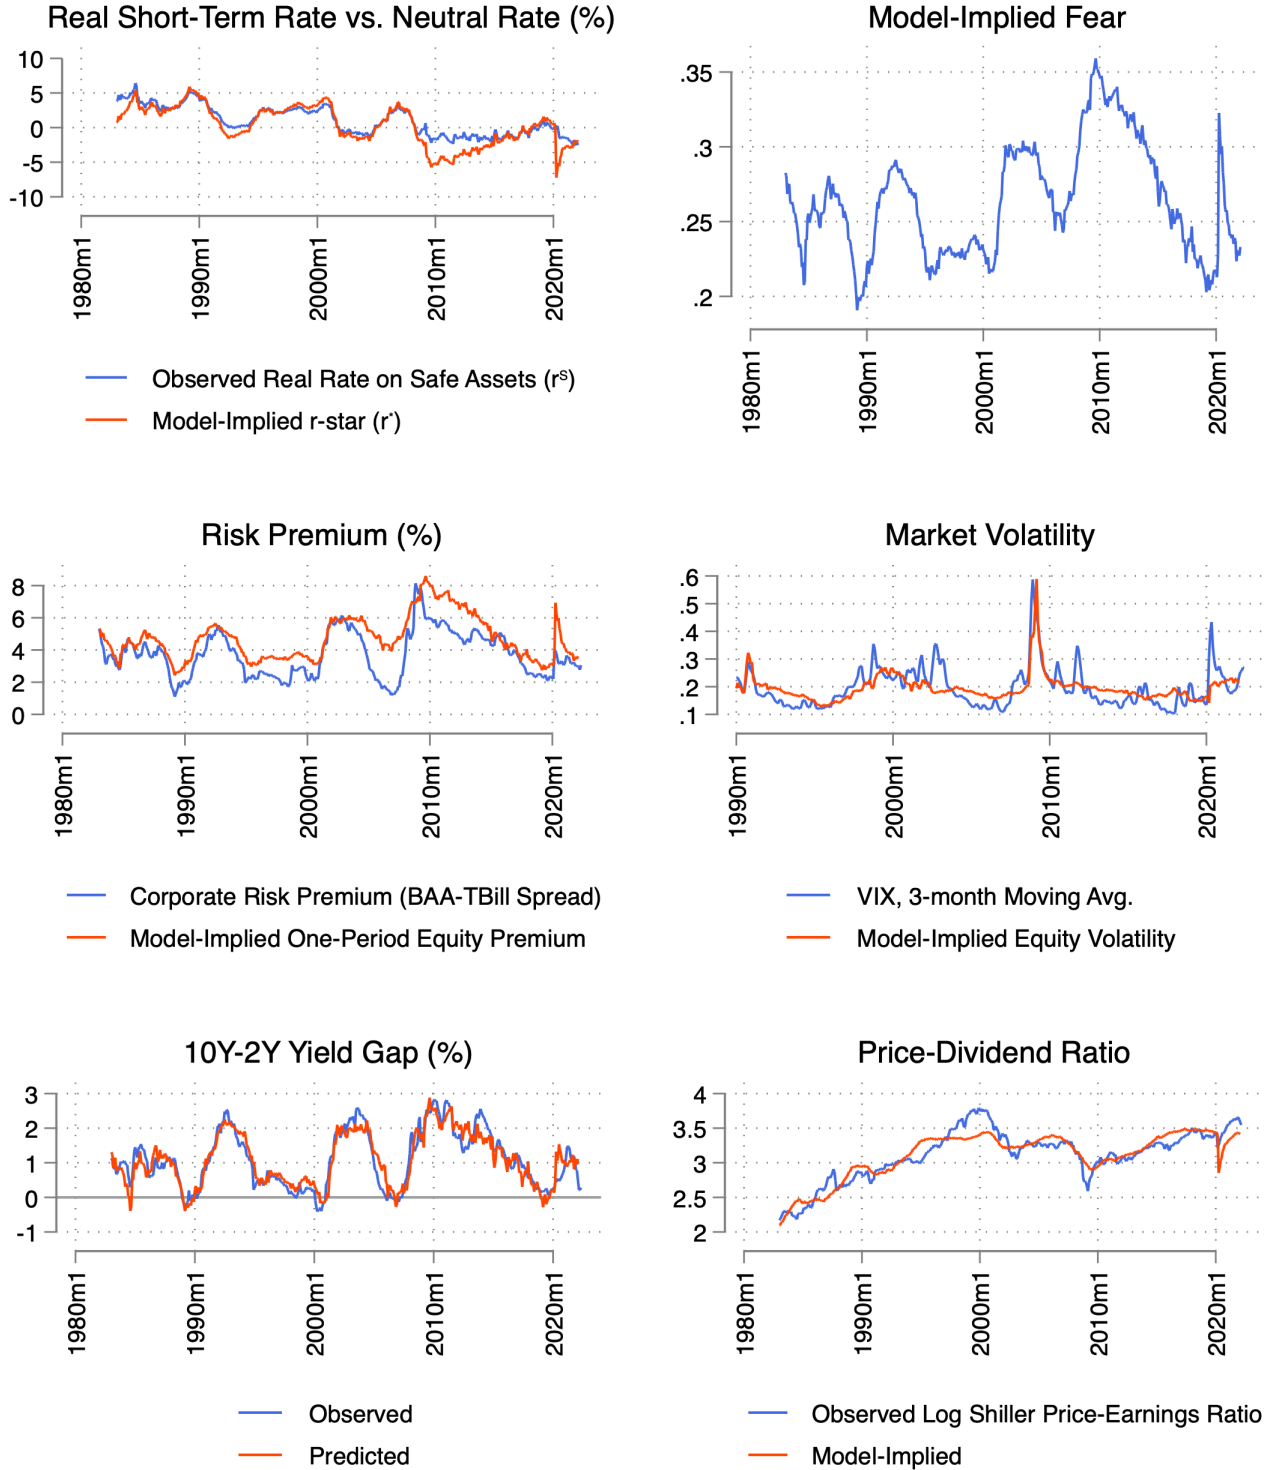 Real Short-Term Rate vs. Neutral Rate (%)
10
5
0
-5
-10
1980m1
1990m1
2000m1
2010m1
2020m1
Observed Real Rate on Safe Assets (rˢ)
Model-Implied r-star (r*)
Model-Implied Fear
.35
.3
.25
.2
1980m1
1990m1
2000m1
2010m1
2020m1
Risk Premium (%)
8
6
4
2
0
1980m1
1990m1
2000m1
2010m1
2020m1
Corporate Risk Premium (BAA-TBill Spread)
Model-Implied One-Period Equity Premium
Market Volatility
.6
.5
.4
.3
.2
.1
1990m1
2000m1
2010m1
2020m1
VIX, 3-month Moving Avg.
Model-Implied Equity Volatility
10Y-2Y Yield Gap (%)
3
2
1
0
-1
1980m1
1990m1
2000m1
2010m1
2020m1
Observed
Predicted
Price-Dividend Ratio
4
3.5
3
2.5
2
1980m1
1990m1
2000m1
2010m1
2020m1
Observed Log Shiller Price-Earnings Ratio
Model-Implied